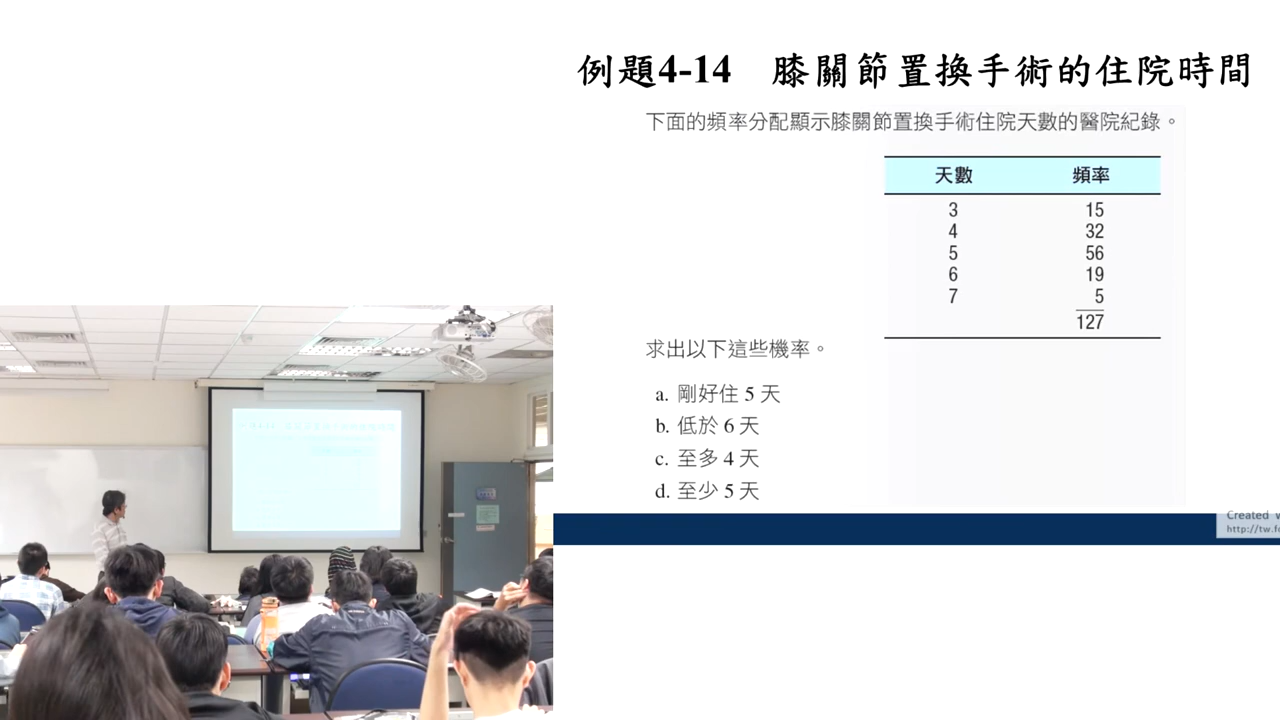 例題4-14 膝關節置換手術的住院時間
下面的頻率分配顯示膝關節置換手術住院天數的醫院紀錄。
天數 頻率
3 15
4 32
5 56
6 19
7 5
127
求出以下這些機率。
a. 剛好住 5 天
b. 低於 6 天
c. 至多 4 天
d. 至少 5 天
Created
http://tw.f